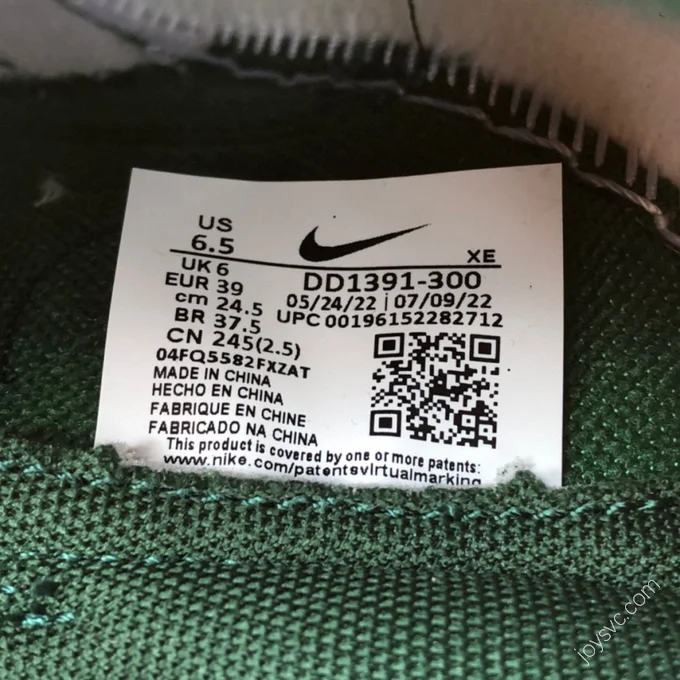 US
6.5
UK 6
EUR 39
cm 24.5
BR 37.5
CN 245(2.5)
04FQ5582FXZAT
XE
DD1391-300
05/24/22 | 07/09/22
UPC 00196152282712
MADE IN CHINA
HECHO EN CHINA
FABRIQUE EN CHINE
FABRICADO NA CHINA
This product is covered by one or more patents:
www.nike.com/patentsvirtualmarking
joysvc.com